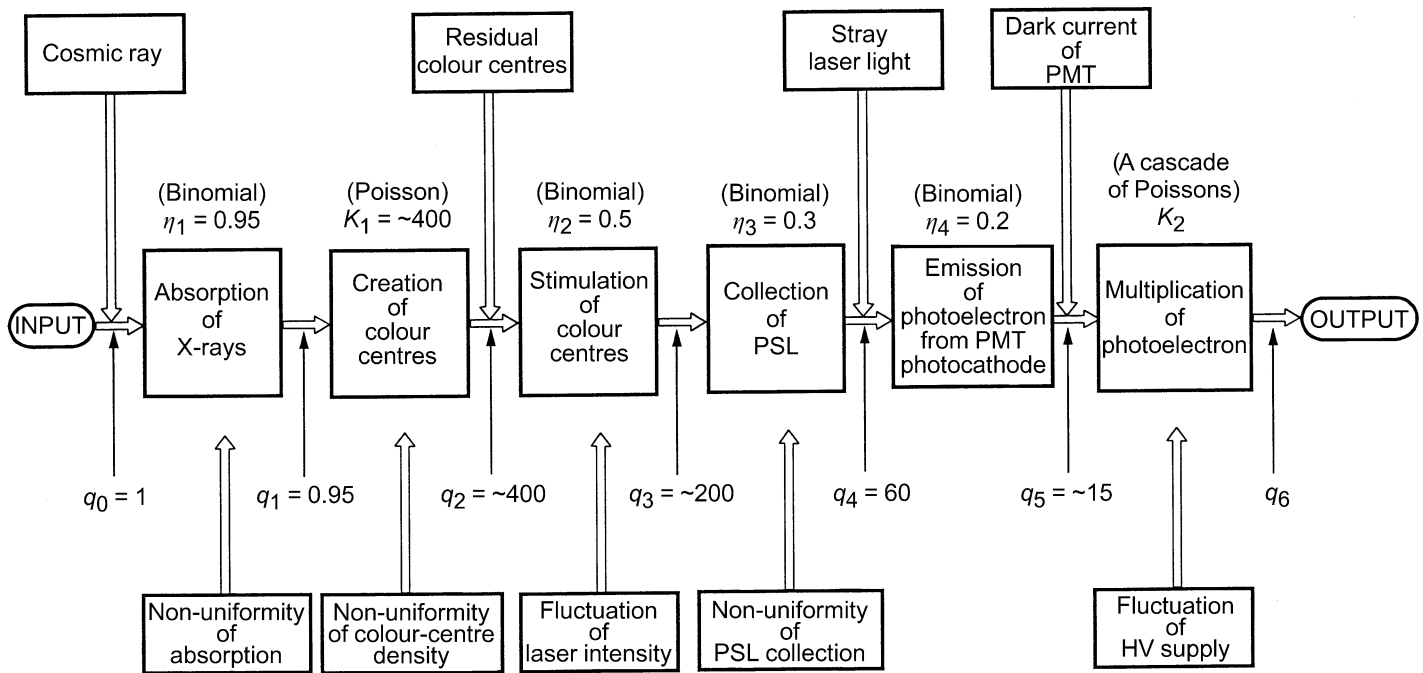 Cosmic ray
Residual
colour centres
Stray
laser light
Dark current
of
PMT
(Binomial)
η1 = 0.95
(Poisson)
K1 = ~400
(Binomial)
η2 = 0.5
(Binomial)
η3 = 0.3
(Binomial)
η4 = 0.2
(A cascade
of Poissons)
K2
INPUT
Absorption
of
X-rays
Creation
of
colour
centres
Stimulation
of
colour
centres
Collection
of
PSL
Emission
of
photoelectron
from PMT
photocathode
Multiplication
of
photoelectron
OUTPUT
q0 = 1
q1 = 0.95
q2 = ~400
q3 = ~200
q4 = 60
q5 = ~15
q6
Non-uniformity
of
absorption
Non-uniformity
of colour-centre
density
Fluctuation
of
laser intensity
Non-uniformity
of
PSL collection
Fluctuation
of
HV supply